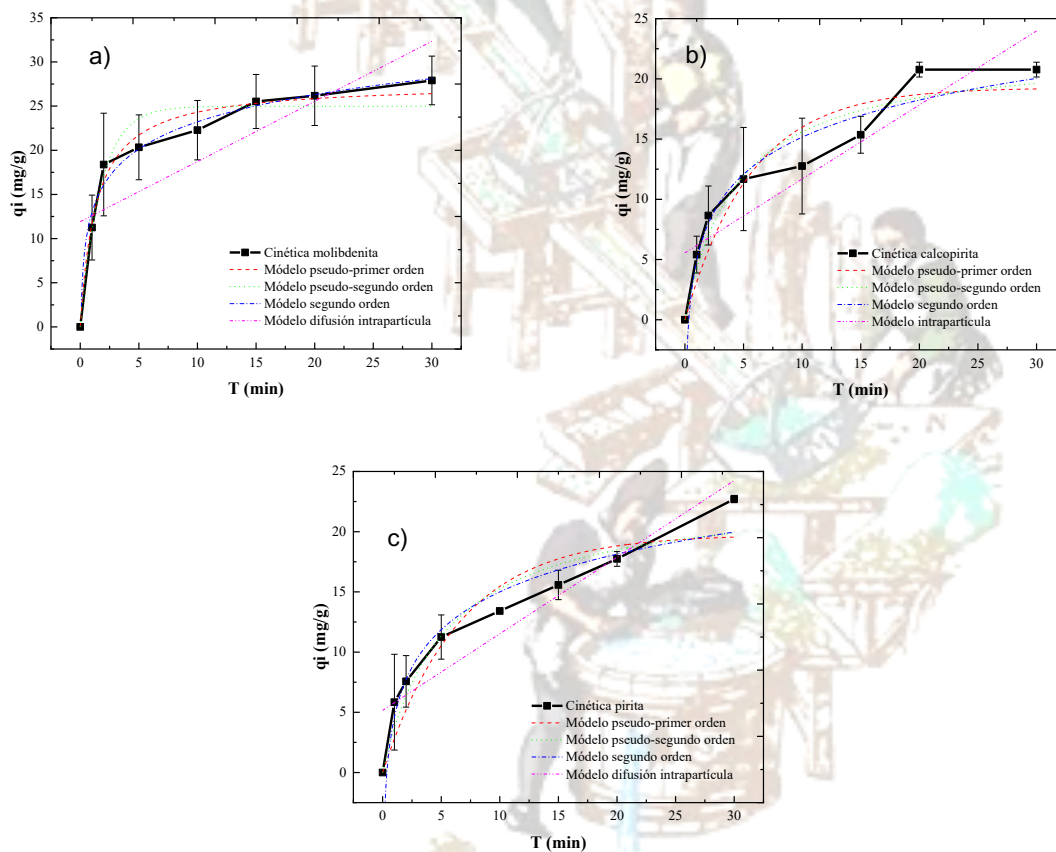 a)
35
30
25
20
15
10
5
0
qi (mg/g)
Cinética molibdenita
Módelo pseudo-primer orden
Módelo pseudo-segundo orden
Módelo segundo orden
Módelo difusión intrapartícula
0 5 10 15 20 25 30
T (min)
b)
25
20
15
10
5
0
qi (mg/g)
Cinética calcopirita
Módelo pseudo-primer orden
Módelo pseudo-segundo orden
Módelo segundo orden
Módelo intrapartícula
0 5 10 15 20 25 30
T (min)
c)
25
20
15
10
5
0
qi (mg/g)
Cinética pirita
Módelo pseudo-primer orden
Módelo pseudo-segundo orden
Módelo segundo orden
Módelo difusión intrapartícula
0 5 10 15 20 25 30
T (min)